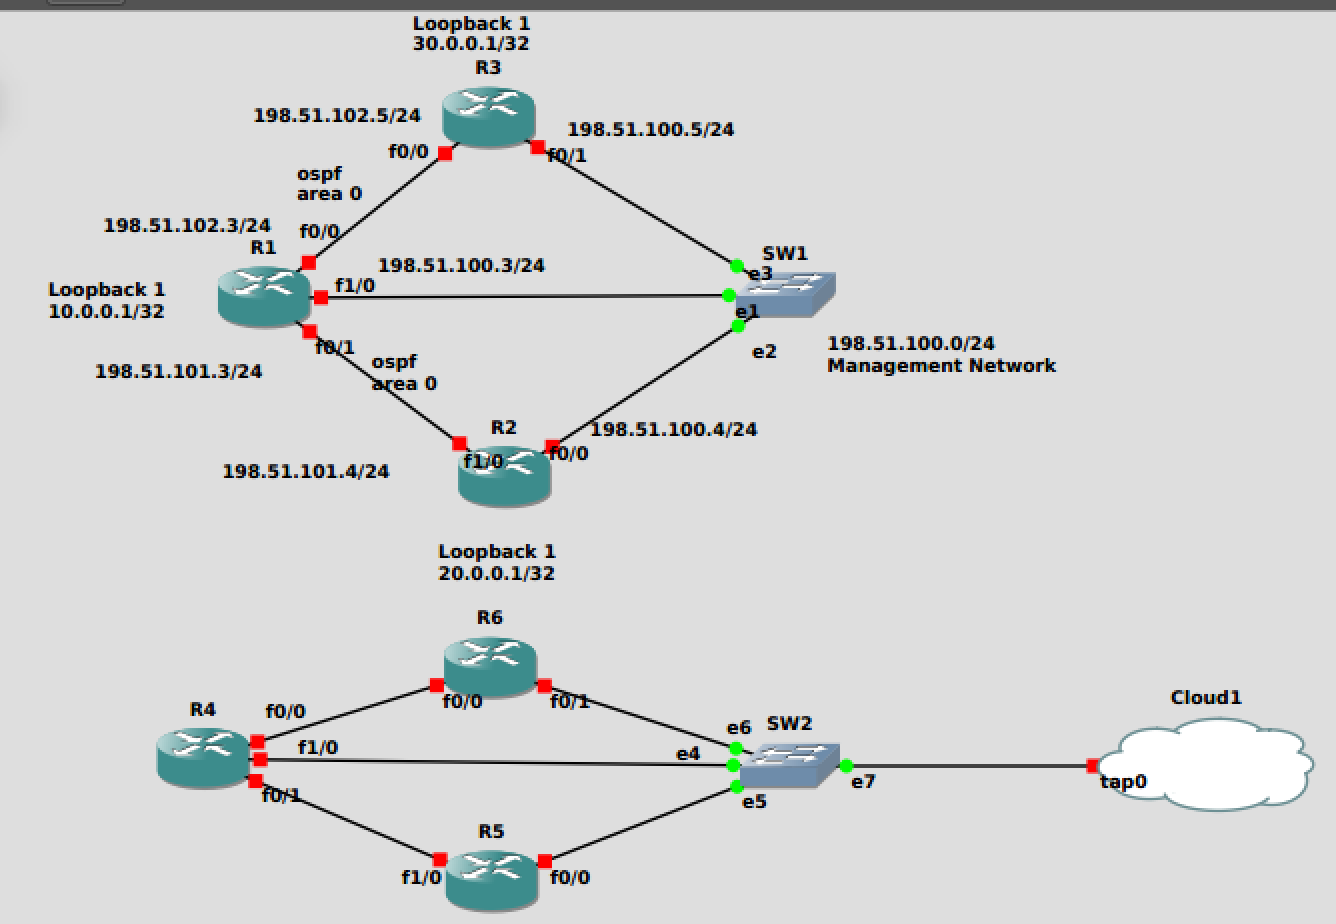 Loopback 1
30.0.0.1/32
R3
198.51.102.5/24
198.51.100.5/24
f0/0
f0/1
ospf
area 0
198.51.102.3/24
f0/0
R1
198.51.100.3/24
SW1
e3
f1/0
Loopback 1
10.0.0.1/32
e1
f0/1
198.51.100.0/24
Management Network
e2
ospf
area 0
198.51.101.3/24
R2
198.51.100.4/24
f1/0
f0/0
198.51.101.4/24
Loopback 1
20.0.0.1/32
R6
f0/0
f0/1
Cloud1
R4
f0/0
e6
SW2
f1/0
e4
e7
tap0
f0/1
e5
R5
f1/0
f0/0